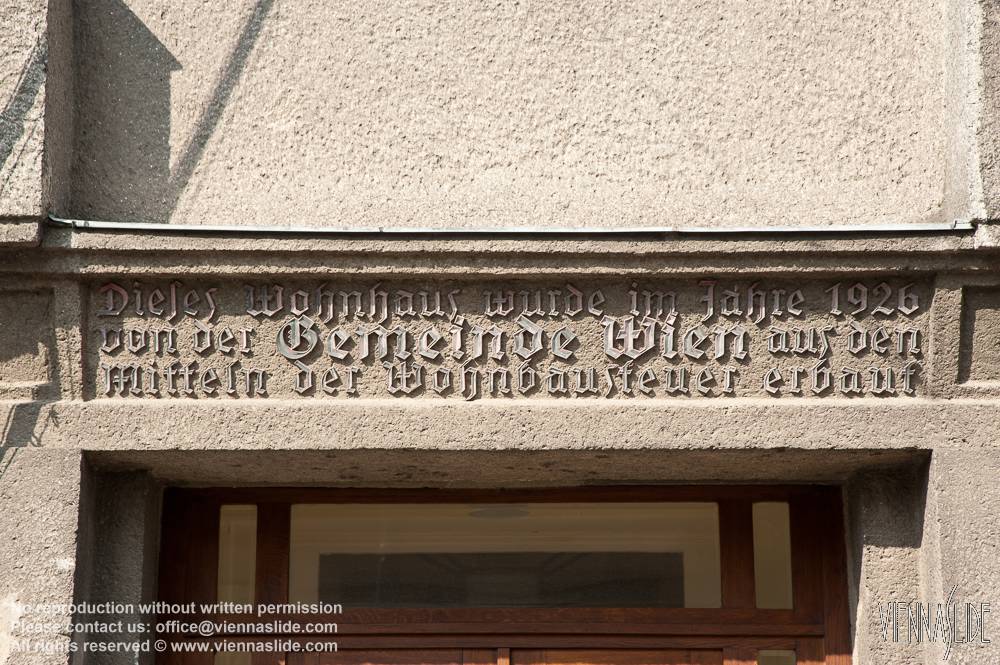 Dieses Wohnhaus wurde im Jahre 1926
von der Gemeinde Wien aus den
Mitteln der Wohnbausteuer erbaut
No reproduction without written permission
Please contact us: office@viennaslide.com
All rights reserved © www.viennaslide.com
VIENNASLIDE